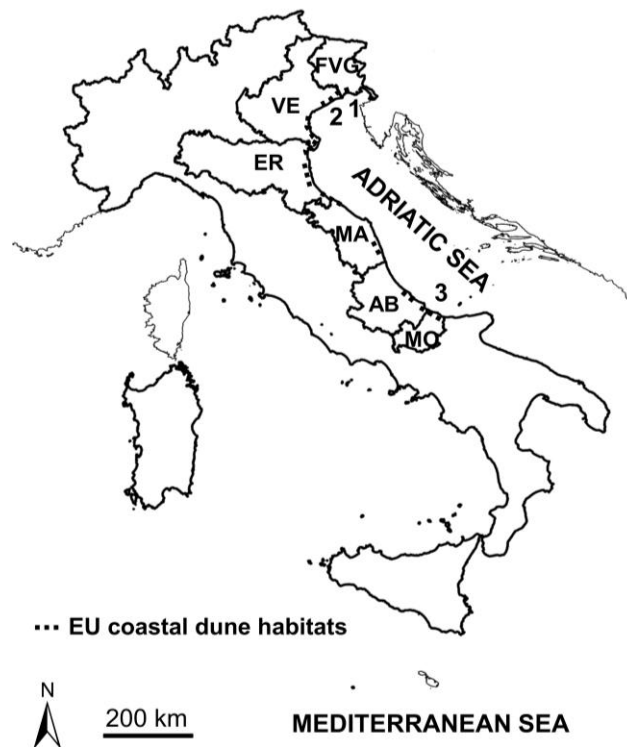 FVG
VE
2 1
ER
ADRIATIC SEA
MA
3
AB
MO
EU coastal dune habitats
N
200 km
MEDITERRANEAN SEA